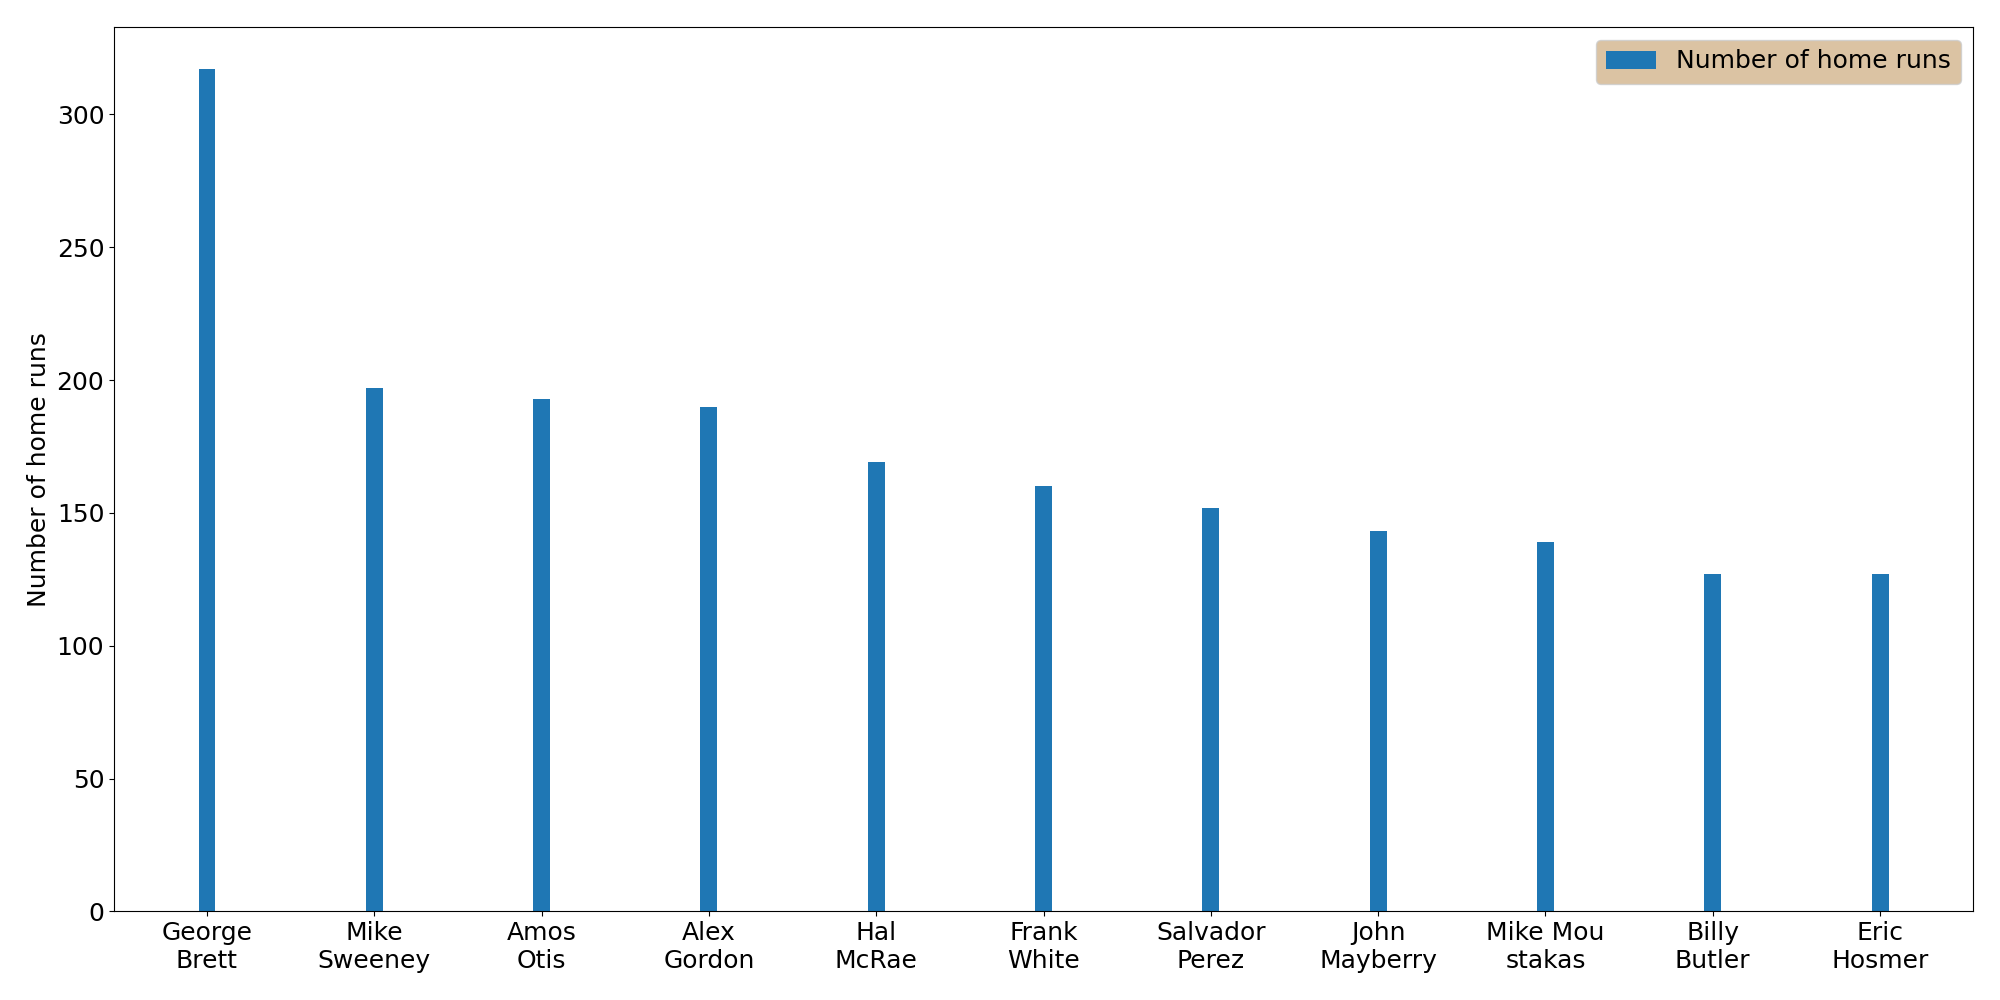 Number of home runs
300
250
200
150
100
50
0
Number of home runs
George
Brett
Mike
Sweeney
Amos
Otis
Alex
Gordon
Hal
McRae
Frank
White
Salvador
Perez
John
Mayberry
Mike Mou
stakas
Billy
Butler
Eric
Hosmer